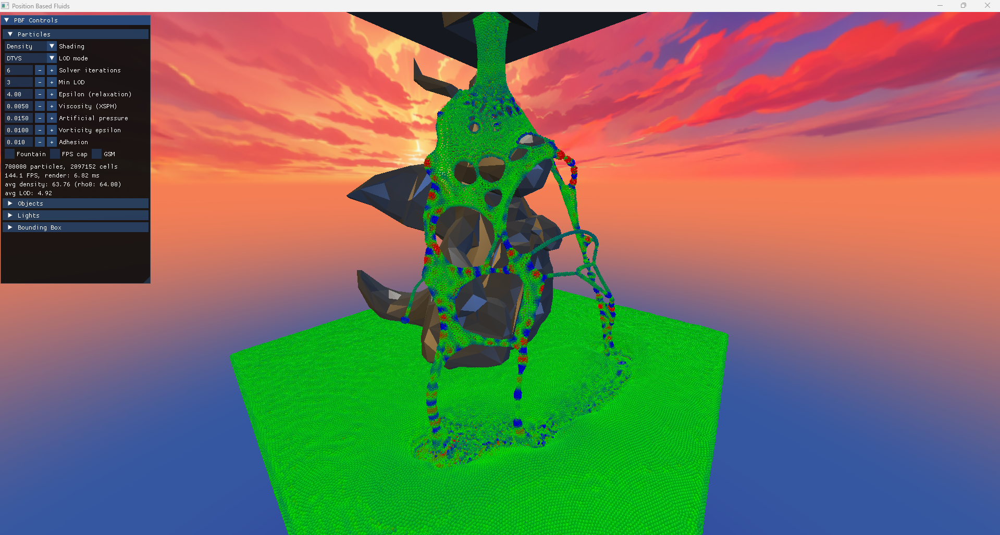 Position Based Fluids
PBF Controls
Particles
Density Shading
DTVS LOD mode
6 - + Solver iterations
3 - + Min LOD
4.00 - + Epsilon (relaxation)
0.0050 - + Viscosity (XSPH)
0.0150 - + Artificial pressure
0.0100 - + Vorticity epsilon
0.010 - + Adhesion
Fountain FPS cap GSM
700000 particles, 2097152 cells
144.1 FPS, render: 6.82 ms
avg density: 63.76 (rho0: 64.00)
avg LOD: 4.92
Objects
Lights
Bounding Box